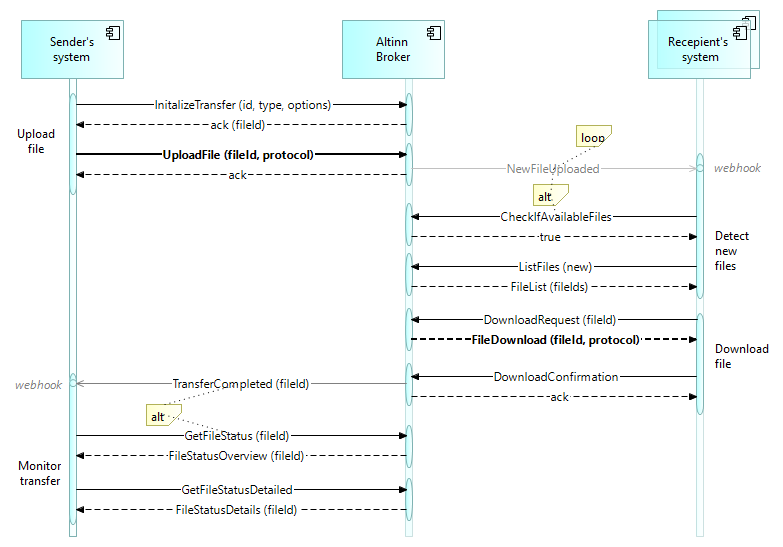 Sender's
system
Altinn
Broker
Recepient's
system
InitalizeTransfer (id, type, options)
ack (fileId)
Upload
file
loop
UploadFile (fileId, protocol)
NewFileUploaded
webhook
ack
alt
CheckIfAvailableFiles
true
Detect
new
files
ListFiles (new)
FileList (fileIds)
DownloadRequest (fileId)
FileDownload (fileId, protocol)
Download
file
webhook
TransferCompleted (fileId)
DownloadConfirmation
ack
alt
GetFileStatus (fileId)
FileStatusOverview (fileId)
Monitor
transfer
GetFileStatusDetailed
FileStatusDetails (fileId)